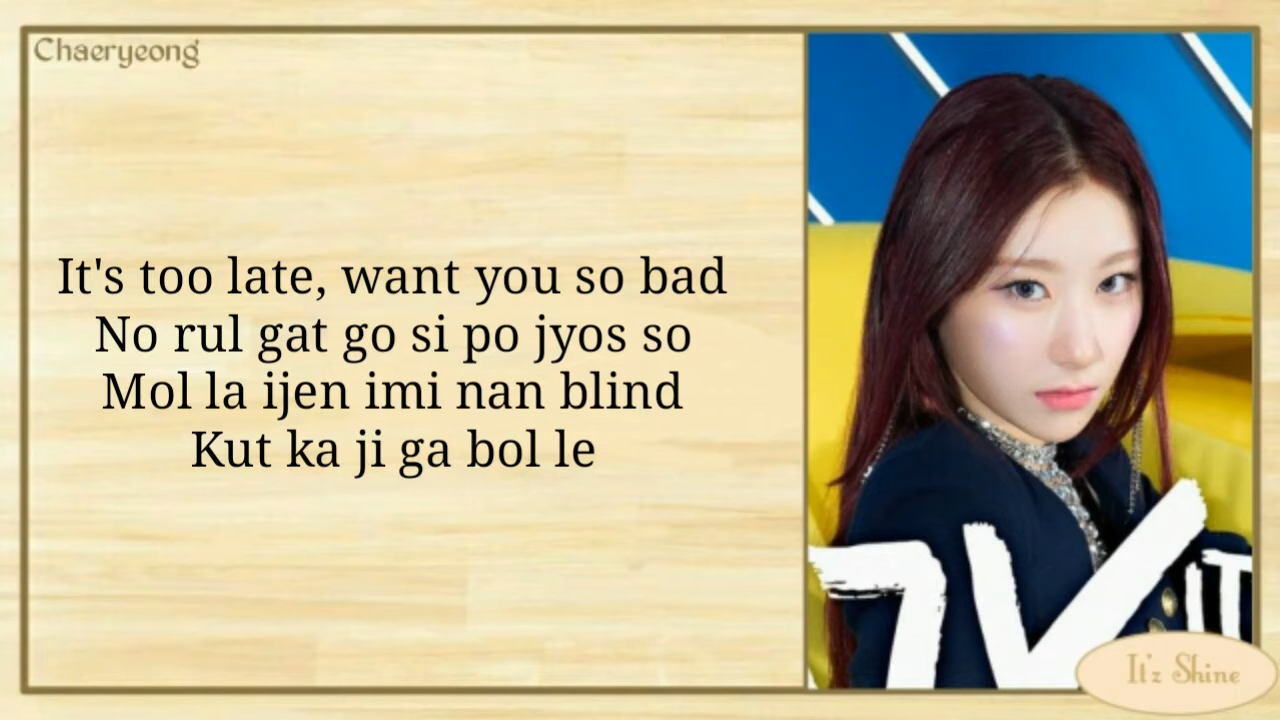 Chaeryeong
It's too late, want you so bad
No rul gat go si po jyos so
Mol la ijen imi nan blind
Kut ka ji ga bol le
It'z Shine